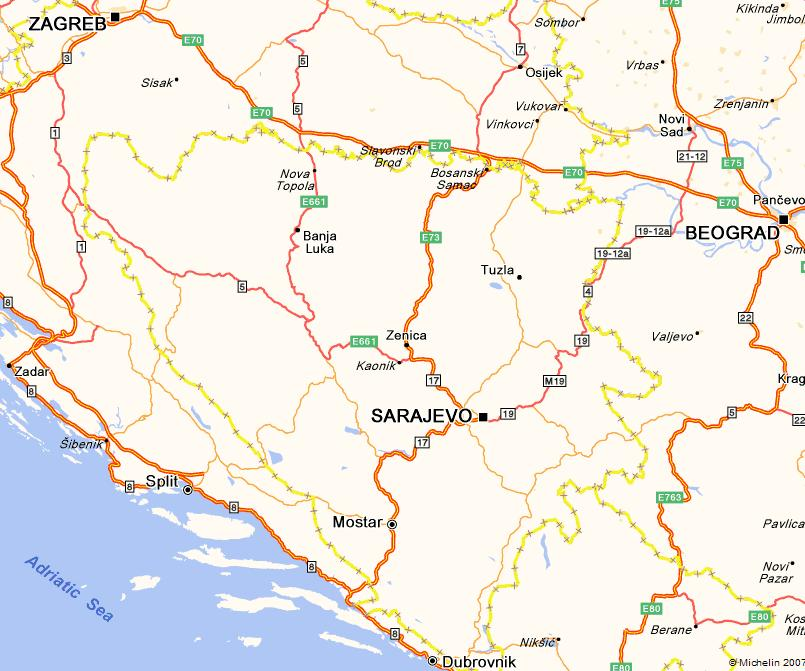 ZAGREB
E70
3
Sisak
5
5
E70
1
Nova
Topola
E661
Banja
Luka
1
5
8
Zadar
8
Šibenik
8
Split
8
Adriatic Sea
8
8
Dubrovnik
Mostar
17
SARAJEVO
19
17
Kaonik
Zenica
E661
E73
Slavonski
Brod
E70
Bosanski
Samac
Tuzla
M19
19
4
19-12a
19-12a
E70
Vinkovci
Vukovar
Osijek
7
Sombor
E75
Kikinda
Vrbas
Zrenjanin
Novi
Sad
21-12
E75
E70
Pančevo
BEOGRAD
22
Valjevo
5
22
E763
Novi
E80
Berane
E80
E80
Nikšić
Pazar
© Michelin 2007